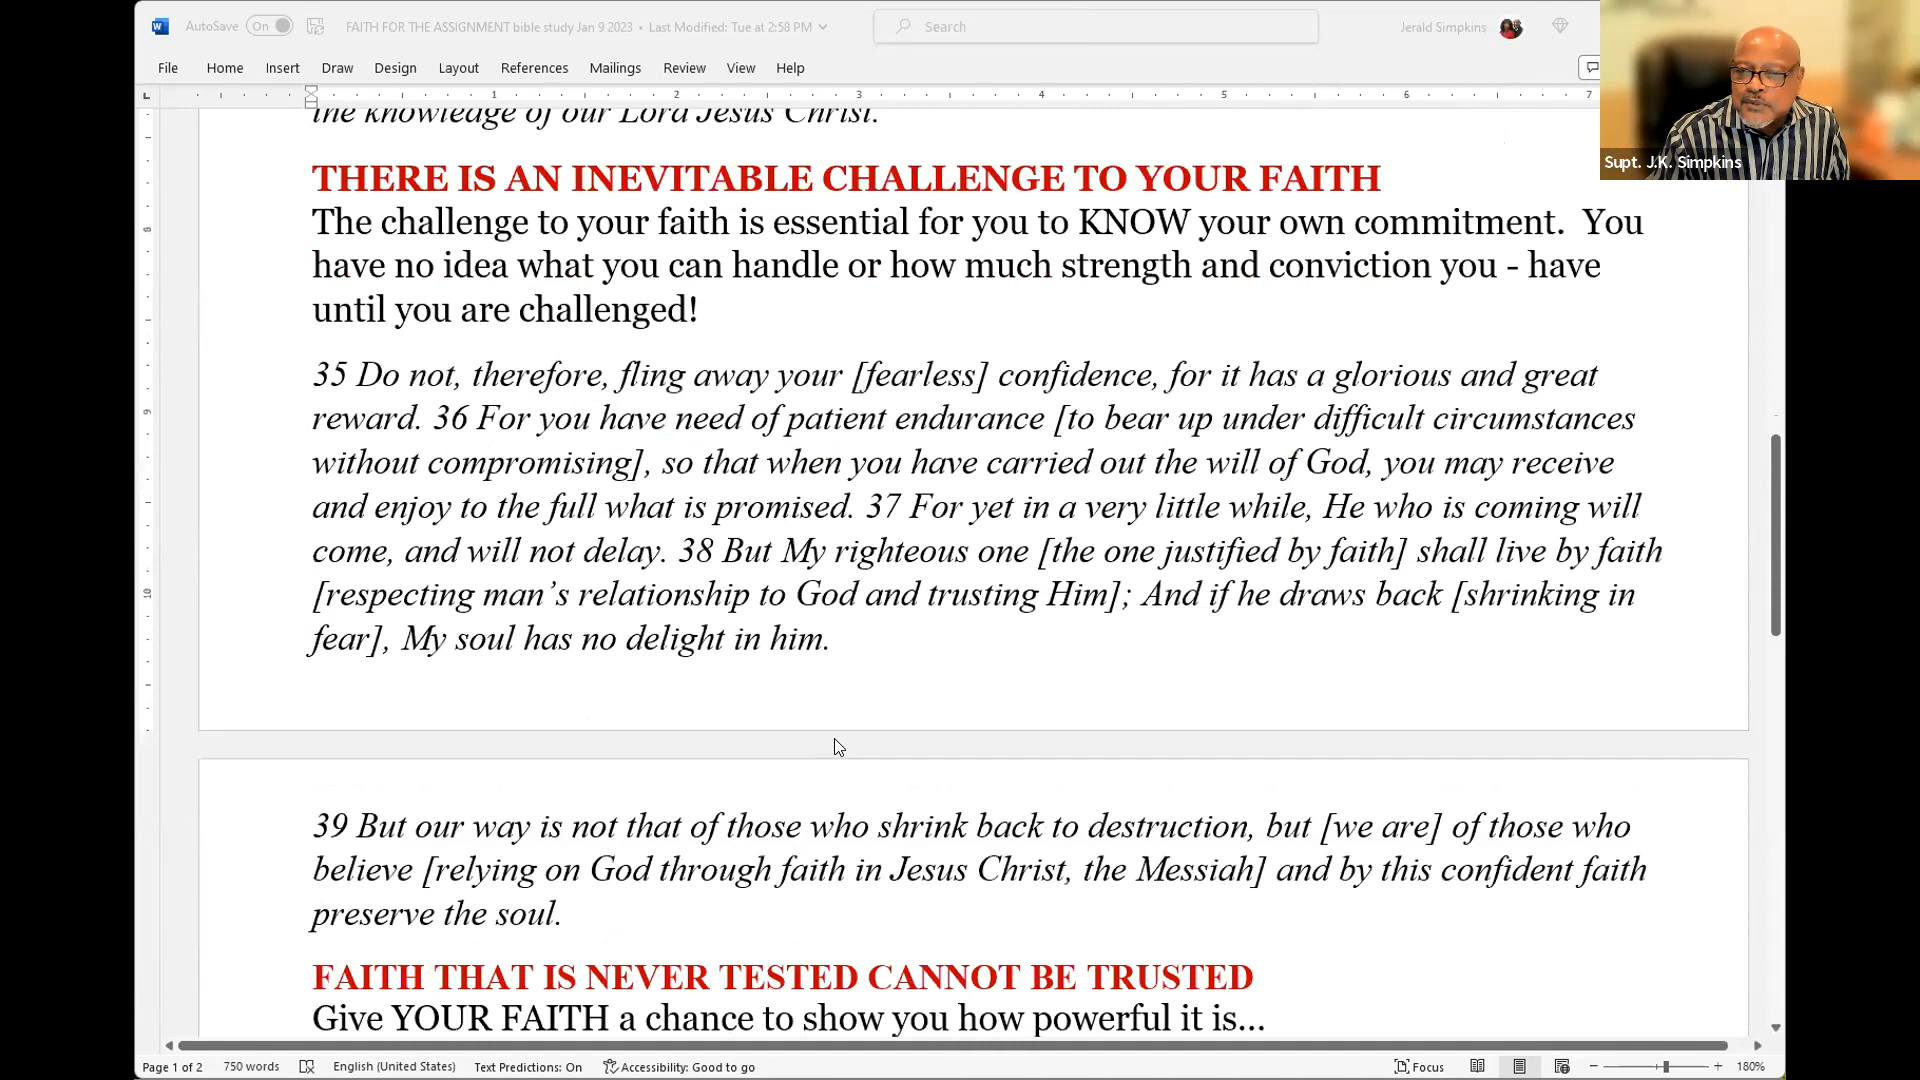 AutoSave On FAITH FOR THE ASSIGNMENT bible study Jan 9 2023 • Last Modified: Tue at 2:58 PM Search Jerald Simpkins
File Home Insert Draw Design Layout References Mailings Review View Help
Supt. J.K. Simpkins
1 2 3 4 5 6 7
the knowledge of our Lord Jesus Christ.
THERE IS AN INEVITABLE CHALLENGE TO YOUR FAITH
The challenge to your faith is essential for you to KNOW your own commitment.  You
have no idea what you can handle or how much strength and conviction you - have
until you are challenged!
35 Do not, therefore, fling away your [fearless] confidence, for it has a glorious and great
reward. 36 For you have need of patient endurance [to bear up under difficult circumstances
without compromising], so that when you have carried out the will of God, you may receive
and enjoy to the full what is promised. 37 For yet in a very little while, He who is coming will
come, and will not delay. 38 But My righteous one [the one justified by faith] shall live by faith
[respecting man’s relationship to God and trusting Him]; And if he draws back [shrinking in
fear], My soul has no delight in him.
8
9
10
39 But our way is not that of those who shrink back to destruction, but [we are] of those who
believe [relying on God through faith in Jesus Christ, the Messiah] and by this confident faith
preserve the soul.
FAITH THAT IS NEVER TESTED CANNOT BE TRUSTED
Give YOUR FAITH a chance to show you how powerful it is...
Page 1 of 2 750 words English (United States) Text Predictions: On Accessibility: Good to go Focus 180%